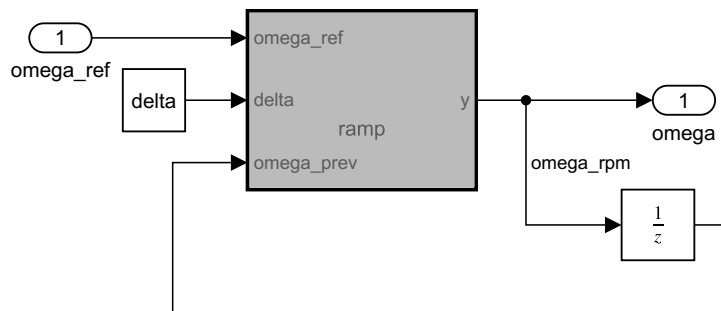 1
omega_ref
delta
omega_ref
delta
omega_prev
ramp
y
1
omega
omega_rpm
1
z